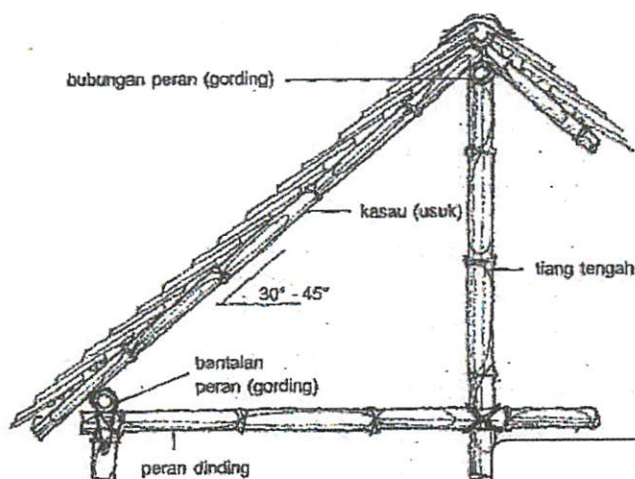 bubungan peran (gording)
kasau (usuk)
tiang tengah
30° - 45°
bantalan
peran (gording)
peran dinding